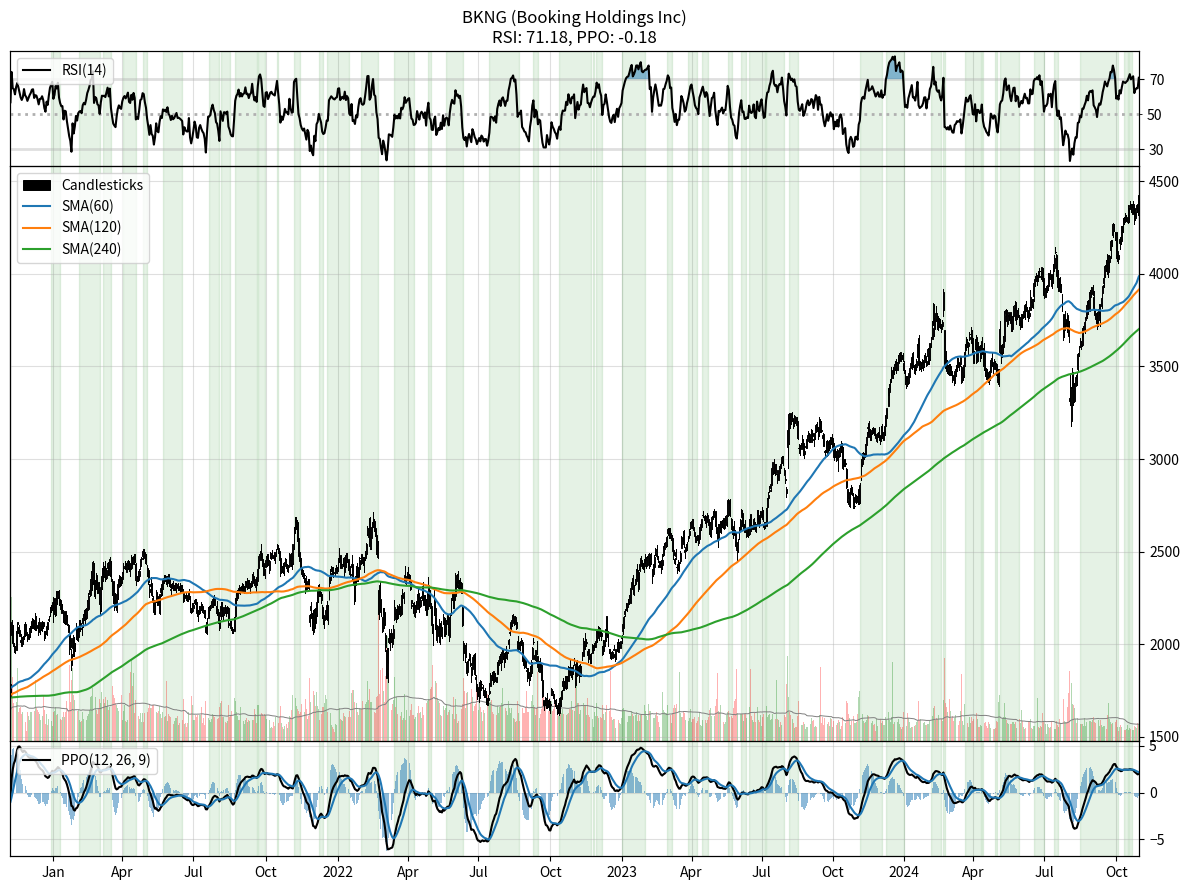 BKNG (Booking Holdings Inc)
RSI: 71.18, PPO: -0.18
RSI(14)
70
50
30
Candlesticks
SMA(60)
SMA(120)
SMA(240)
4500
4000
3500
3000
2500
2000
1500
PPO(12, 26, 9)
5
0
−5
Jan Apr Jul Oct 2022 Apr Jul Oct 2023 Apr Jul Oct 2024 Apr Jul Oct